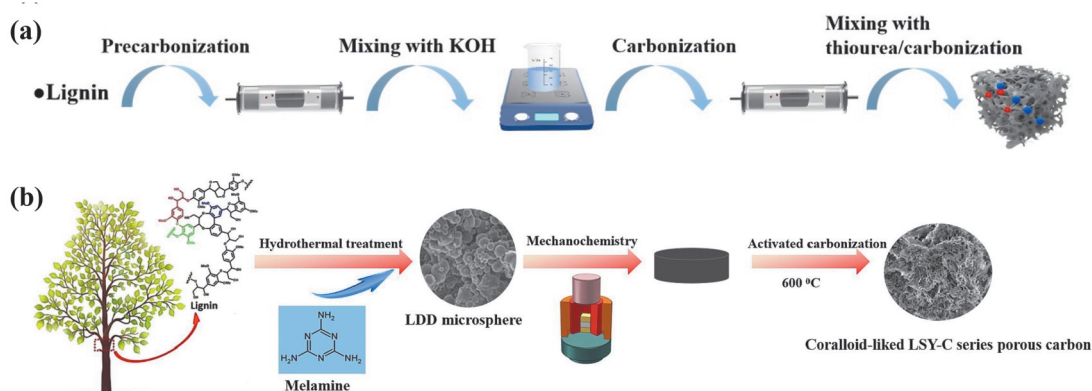 (a)
Precarbonization
Mixing with KOH
Carbonization
Mixing with
thiourea/carbonization
●Lignin
(b)
Lignin
Hydrothermal treatment
NH₂
N N
H₂N N NH₂
Melamine
LDD microsphere
Mechanochemistry
Activated carbonization
600 ⁰C
Coralloid-liked LSY-C series porous carbon